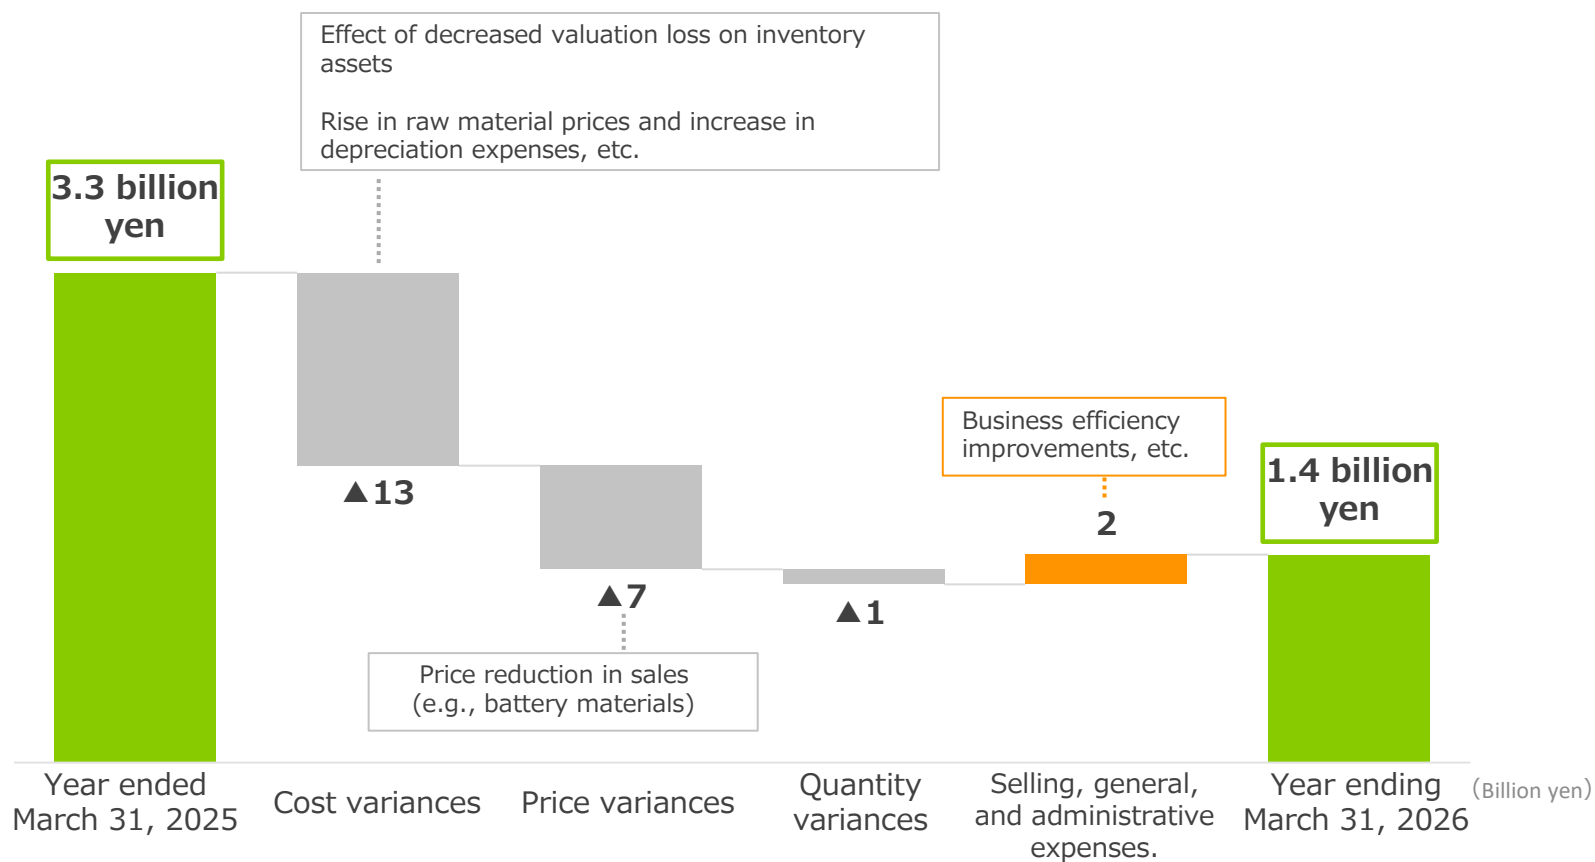 Effect of decreased valuation loss on inventory
assets
Rise in raw material prices and increase in
depreciation expenses, etc.
3.3 billion
yen
▲13
▲7
Price reduction in sales
(e.g., battery materials)
▲1
Business efficiency
improvements, etc.
2
1.4 billion
yen
Year ended
March 31, 2025
Cost variances
Price variances
Quantity
variances
Selling, general,
and administrative
expenses.
Year ending
March 31, 2026
(Billion yen)